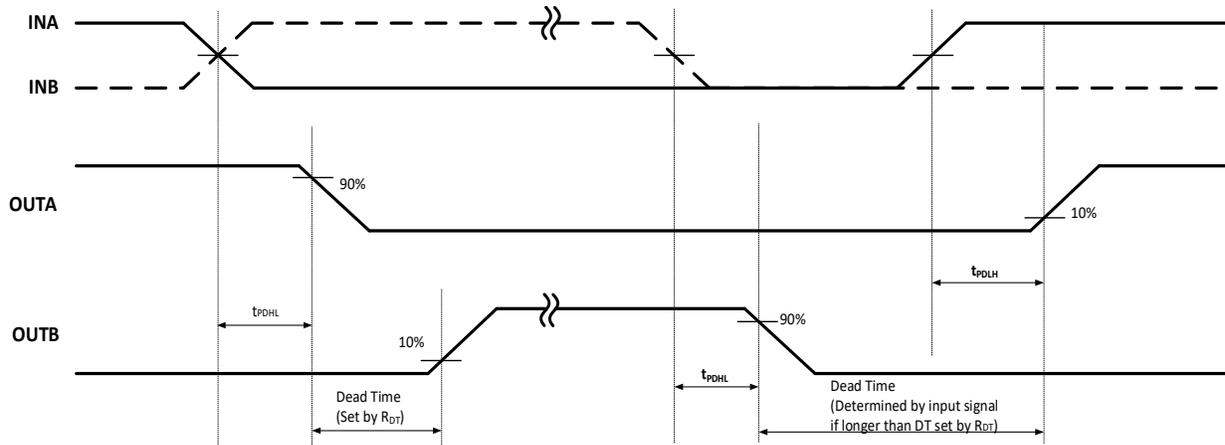 INA
INB
OUTA
90%
10%
tPDLH
tPDHL
OUTB
10%
90%
tPDHL
Dead Time
(Set by RDT)
Dead Time
(Determined by input signal
if longer than DT set by RDT)